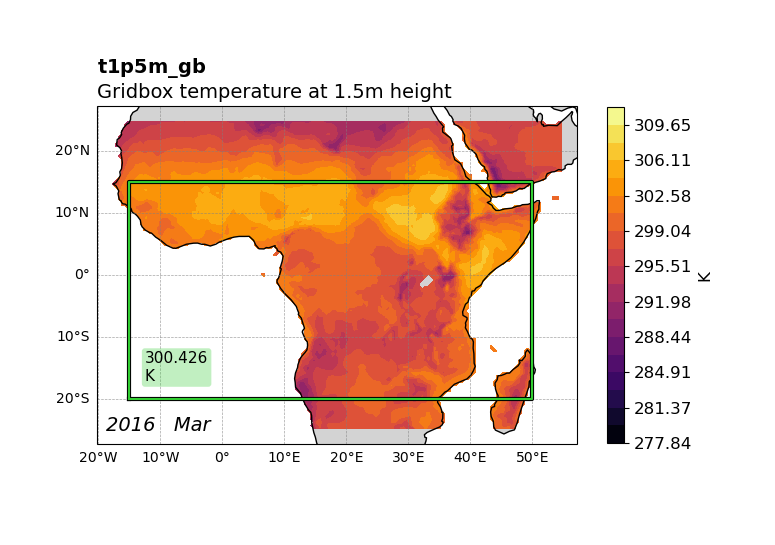 t1p5m_gb
Gridbox temperature at 1.5m height
20°N
10°N
0°
10°S
20°S
300.426
K
2016 Mar
20°W 10°W 0° 10°E 20°E 30°E 40°E 50°E
309.65
306.11
302.58
299.04
295.51
291.98
288.44
284.91
281.37
277.84
K